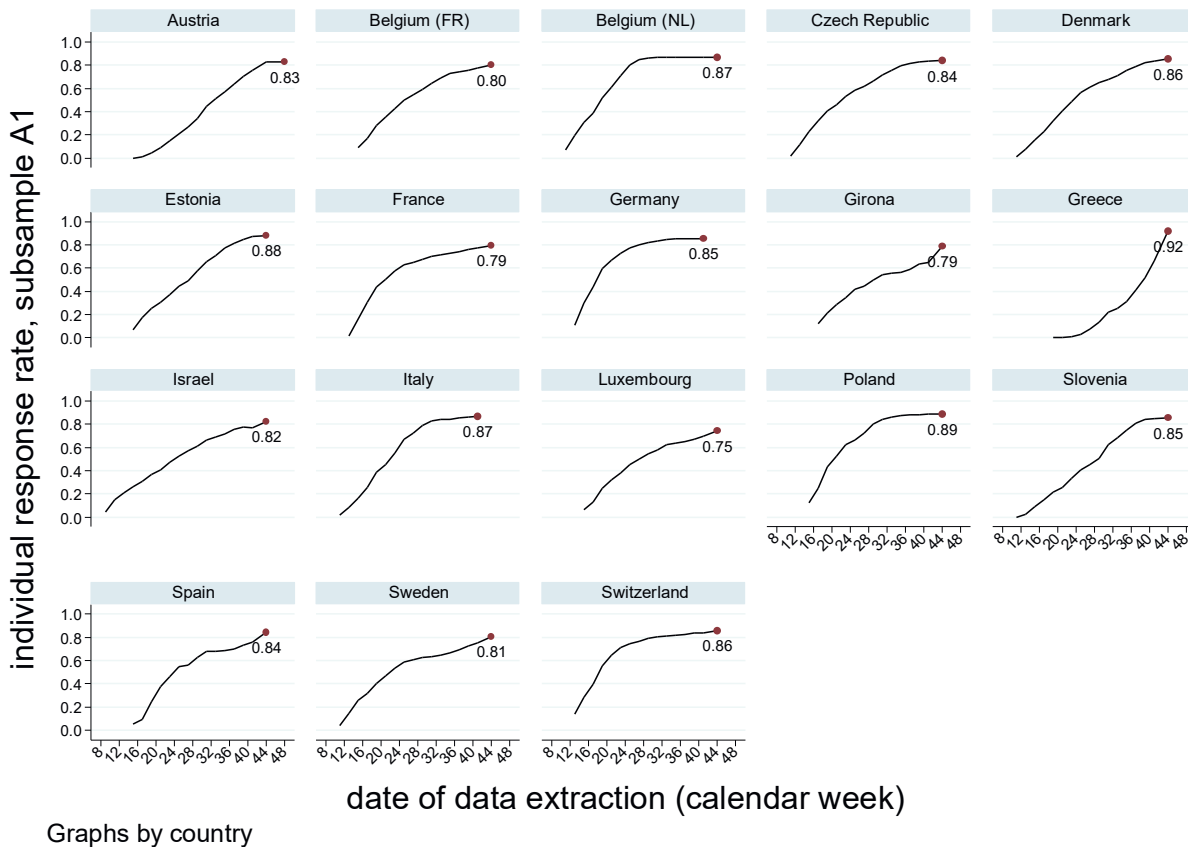 individual response rate, subsample A1
Austria Belgium (FR) Belgium (NL) Czech Republic Denmark
1.0
0.8
0.6
0.4
0.2
0.0
0.83 0.80 0.87 0.84 0.86
Estonia France Germany Girona Greece
1.0
0.8
0.6
0.4
0.2
0.0
0.88 0.79 0.85 0.79 0.92
Israel Italy Luxembourg Poland Slovenia
1.0
0.8
0.6
0.4
0.2
0.0
0.82 0.87 0.75 0.89 0.85
8 12 16 20 24 28 32 36 40 44 48 8 12 16 20 24 28 32 36 40 44 48
Spain Sweden Switzerland
1.0
0.8
0.6
0.4
0.2
0.0
0.84 0.81 0.86
8 12 16 20 24 28 32 36 40 44 48 8 12 16 20 24 28 32 36 40 44 48 8 12 16 20 24 28 32 36 40 44 48
date of data extraction (calendar week)
Graphs by country